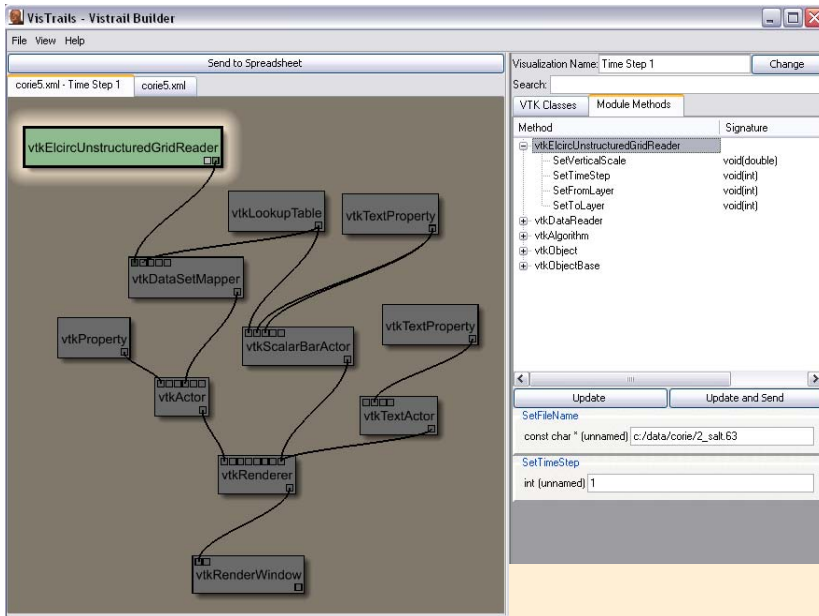 VisTrails - Vistrail Builder
File View Help
Send to Spreadsheet
corie5.xml - Time Step 1
corie5.xml
vtkElcircUnstructuredGridReader
vtkLookupTable
vtkTextProperty
vtkDataSetMapper
vtkProperty
vtkScalarBarActor
vtkTextProperty
vtkActor
vtkTextActor
vtkRenderer
vtkRenderWindow
Visualization Name: Time Step 1 Change
Search:
VTK Classes Module Methods
Method Signature
vtkElcircUnstructuredGridReader
SetVerticalScale void(double)
SetTimeStep void(int)
SetFromLayer void(int)
SetToLayer void(int)
vtkDataReader
vtkAlgorithm
vtkObject
vtkObjectBase
Update Update and Send
SetFileName
const char * (unnamed) c:/data/corie/2_salt.63
SetTimeStep
int (unnamed) 1